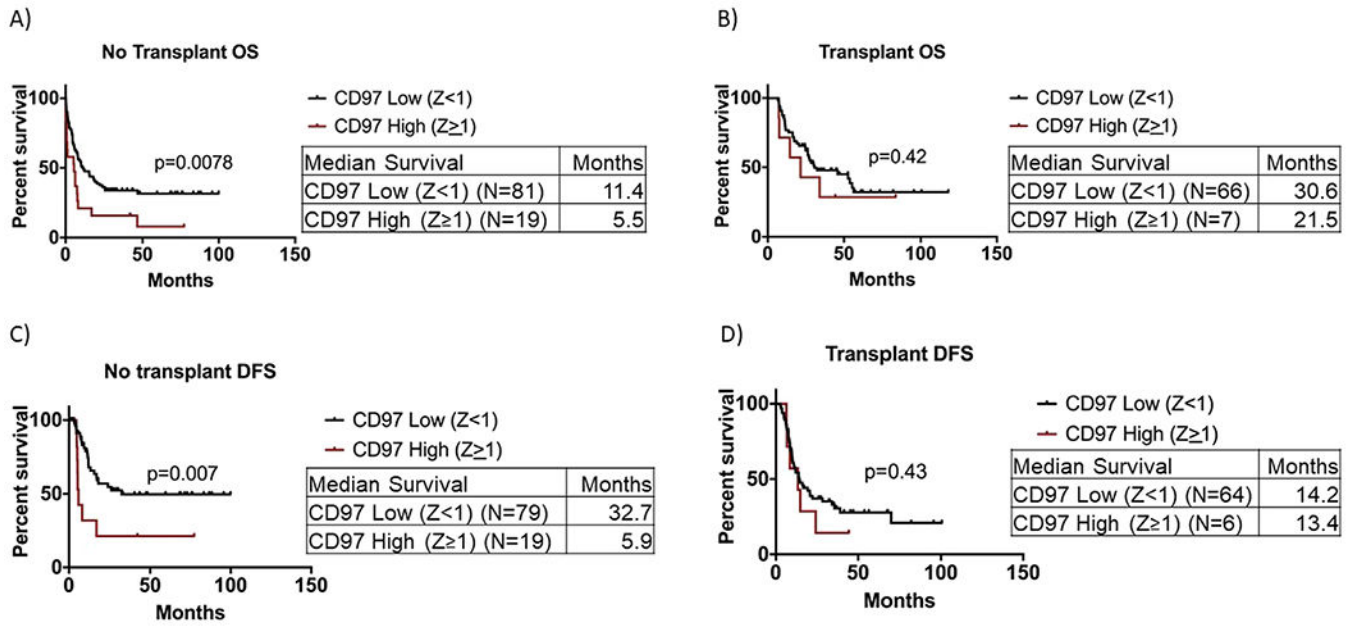 A)
No Transplant OS
Percent survival
100
50
0
0 50 100 150
Months
p=0.0078
CD97 Low (Z<1)
CD97 High (Z≥1)
Median Survival Months
CD97 Low (Z<1) (N=81) 11.4
CD97 High (Z≥1) (N=19) 5.5
B)
Transplant OS
Percent survival
100
50
0
0 50 100 150
Months
p=0.42
CD97 Low (Z<1)
CD97 High (Z≥1)
Median Survival Months
CD97 Low (Z<1) (N=66) 30.6
CD97 High (Z≥1) (N=7) 21.5
C)
No transplant DFS
Percent survival
100
50
0
0 50 100 150
Months
p=0.007
CD97 Low (Z<1)
CD97 High (Z≥1)
Median Survival Months
CD97 Low (Z<1) (N=79) 32.7
CD97 High (Z≥1) (N=19) 5.9
D)
Transplant DFS
Percent survival
100
50
0
0 50 100 150
Months
p=0.43
CD97 Low (Z<1)
CD97 High (Z≥1)
Median Survival Months
CD97 Low (Z<1) (N=64) 14.2
CD97 High (Z≥1) (N=6) 13.4